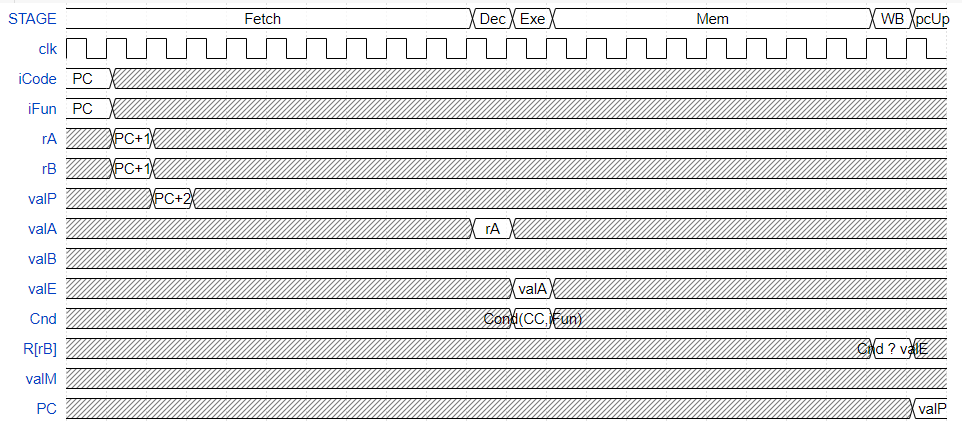 STAGE Fetch Dec Exe Mem WB pcUp
clk
iCode PC
iFun PC
rA PC+1
rB PC+1
valP PC+2
valA rA
valB
valE valA
Cnd Cond(CC,iFun)
R[rB] Cnd ? valE
valM
PC valP